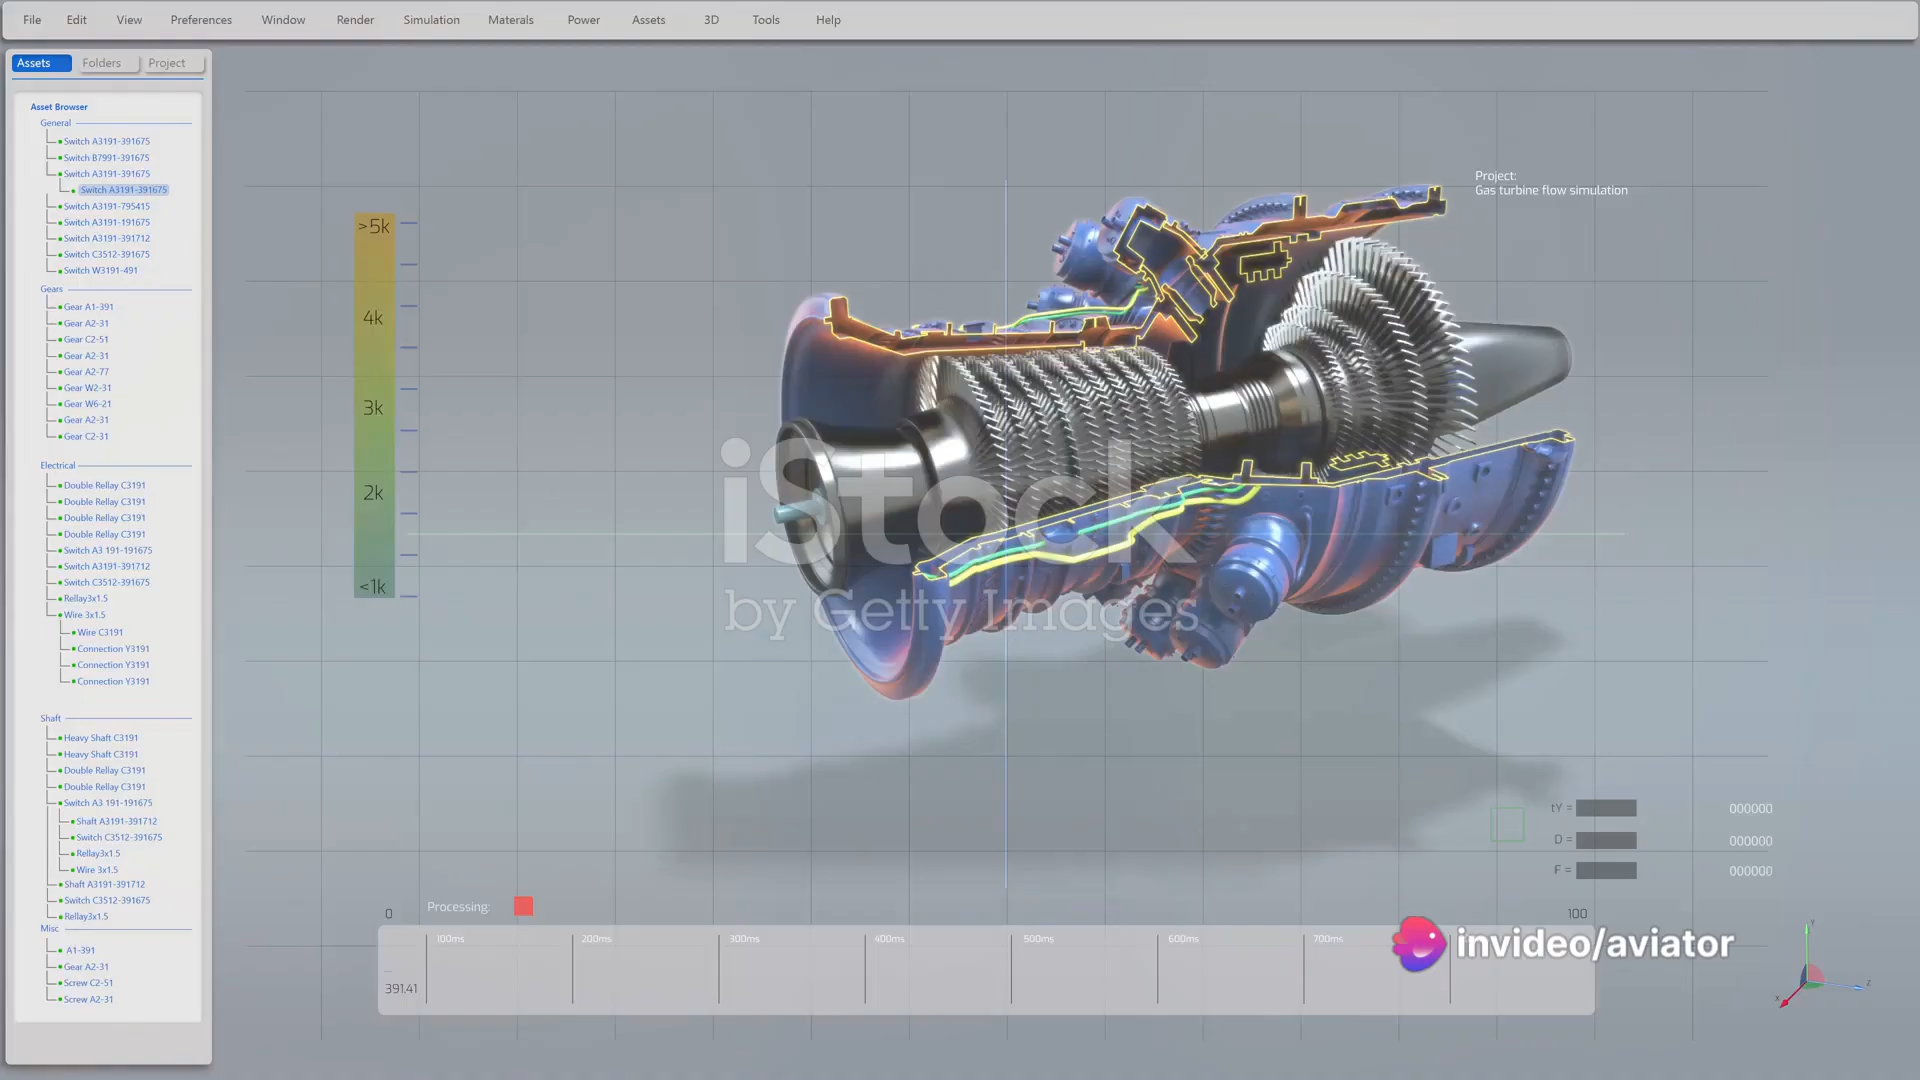 File Edit View Preferences Window Render Simulation Materals Power Assets 3D Tools Help
Assets Folders Project
Asset Browser
General
Switch A3191-391675
Switch B7991-391675
Switch A3191-391675
Switch A3191-391675
Switch A3191-795415
Switch A3191-191675
Switch A3191-391712
Switch C3512-391675
Switch W3191-491
Gears
Gear A1-391
Gear A2-31
Gear C2-51
Gear A2-31
Gear A2-77
Gear W2-31
Gear W6-21
Gear A2-31
Gear C2-31
Electrical
Double Rellay C3191
Double Rellay C3191
Double Rellay C3191
Double Rellay C3191
Switch A3 191-191675
Switch A3191-391712
Switch C3512-391675
Rellay3x1.5
Wire 3x1.5
Wire C3191
Connection Y3191
Connection Y3191
Connection Y3191
Shaft
Heavy Shaft C3191
Heavy Shaft C3191
Double Rellay C3191
Double Rellay C3191
Switch A3 191-191675
Shaft A3191-391712
Switch C3512-391675
Rellay3x1.5
Wire 3x1.5
Shaft A3191-391712
Switch C3512-391675
Rellay3x1.5
Misc
A1-391
Gear A2-31
Screw C2-51
Screw A2-31
>5k
4k
3k
2k
<1k
Project:
Gas turbine flow simulation
iStock
by Getty Images
tY = 000000
D = 000000
F = 000000
Processing:
0 100
100ms 200ms 300ms 400ms 500ms 600ms 700ms
391.41
invideo/aviator
Y
Z
X